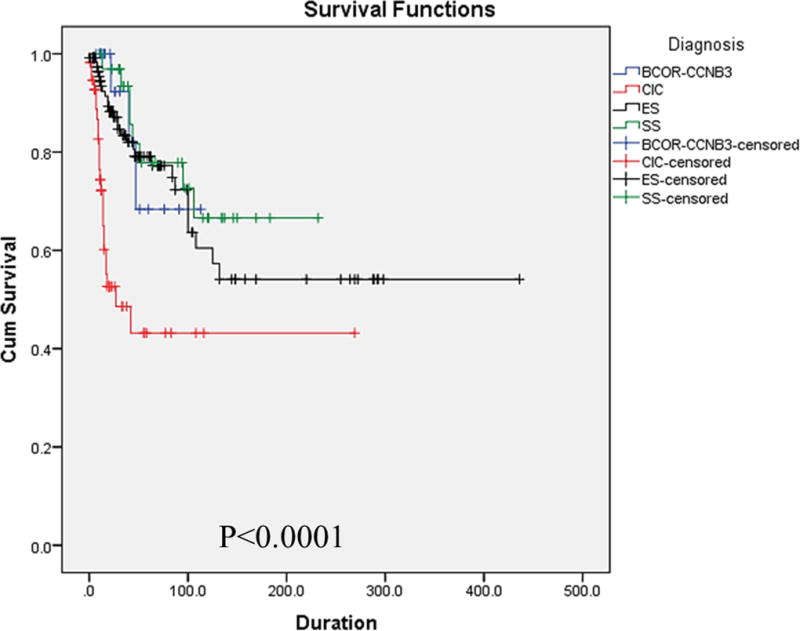 Survival Functions
Diagnosis
BCOR-CCNB3
CIC
ES
SS
BCOR-CCNB3-censored
CIC-censored
ES-censored
SS-censored
Cum Survival
1.0
0.8
0.6
0.4
0.2
0.0
P<0.0001
.0 100.0 200.0 300.0 400.0 500.0
Duration